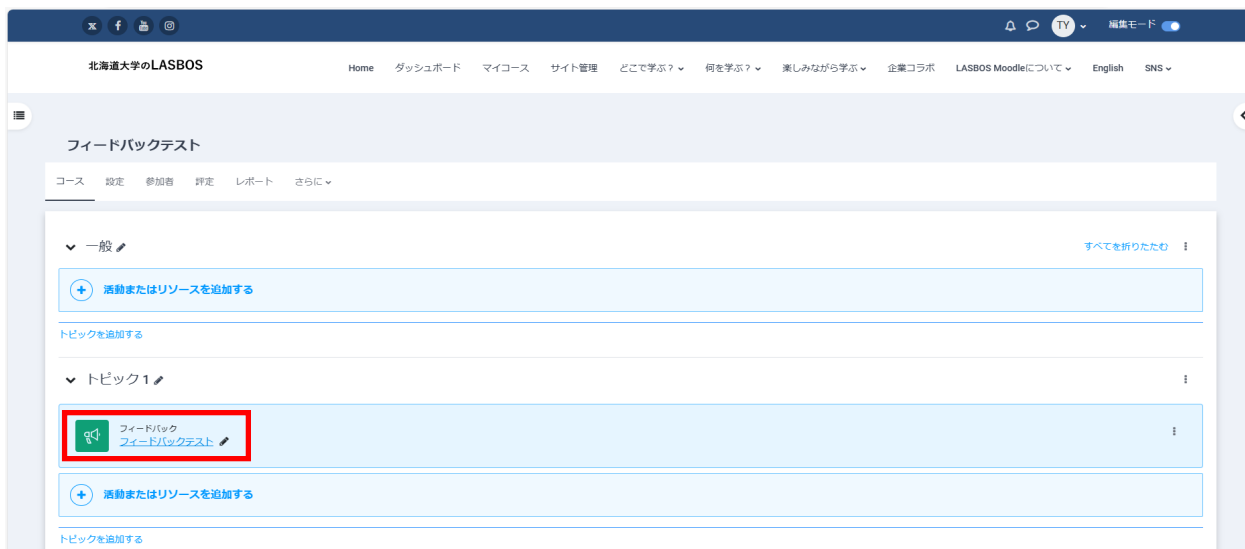 TY 編集モード
北海道大学のLASBOS Home ダッシュボード マイコース サイト管理 どこで学ぶ? 何を学ぶ? 楽しみながら学ぶ 企業コラボ LASBOS Moodleについて English SNS
フィードバックテスト
コース 設定 参加者 評定 レポート さらに
一般 すべてを折りたたむ
活動またはリソースを追加する
トピックを追加する
トピック 1
フィードバック
フィードバックテスト
活動またはリソースを追加する
トピックを追加する